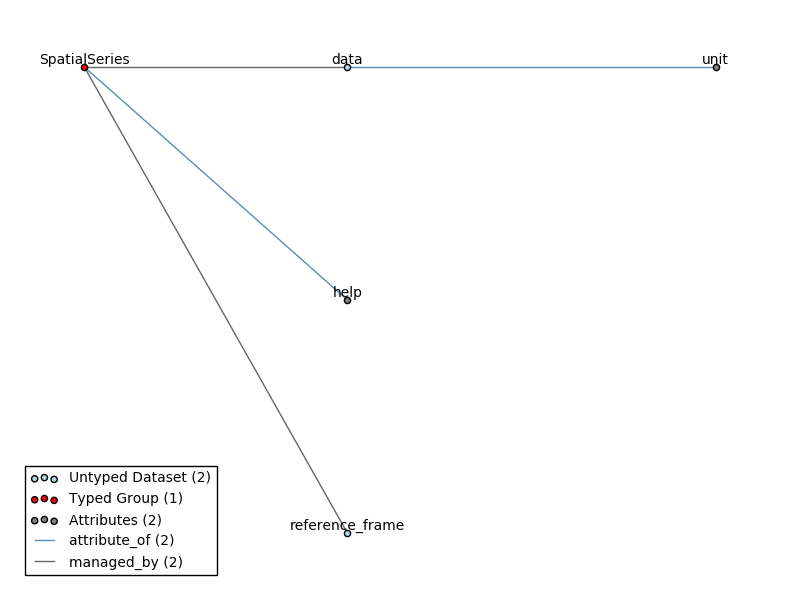 SpatialSeries data unit
help
reference_frame
Untyped Dataset (2)
Typed Group (1)
Attributes (2)
attribute_of (2)
managed_by (2)